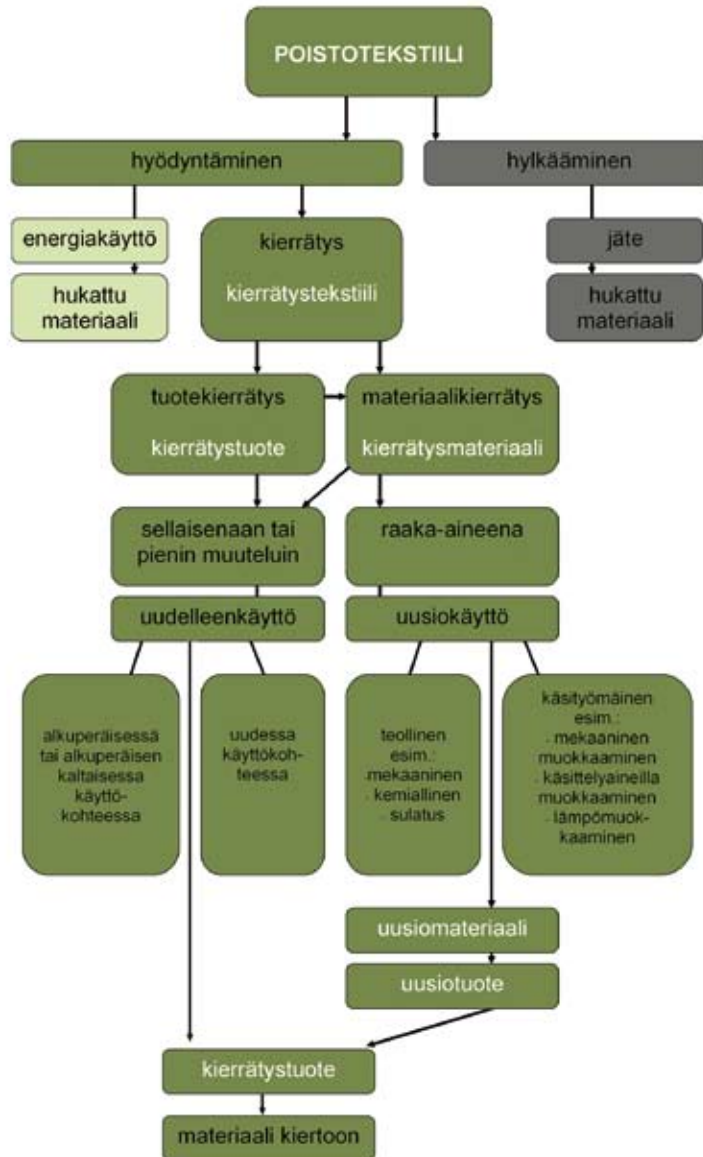 POISTOTEKSTIILI
hyödyntäminen
hylkääminen
energiakäyttö
hukattu
materiaali
kierrätys
kierrätystekstiili
jäte
hukattu
materiaali
tuotekierrätys
kierrätystuote
materiaalikierrätys
kierrätysmateriaali
sellaisenaan tai
pienin muuteluin
raaka-aineena
uudelleenkäyttö
uusiokäyttö
alkuperäisessä
tai alkuperäisen
kaltaisessa
käyttö-
kohteessa
uudessa
käyttökoh-
teessa
teollinen
esim.:
- mekaaninen
- kemiallinen
- sulatus
käsityömäinen
esim.:
- mekaaninen
muokkaaminen
- käsittelyaineilla
muokkaaminen
- lämpömuok-
kaaminen
uusiomateriaali
uusiotuote
kierrätystuote
materiaali kiertoon